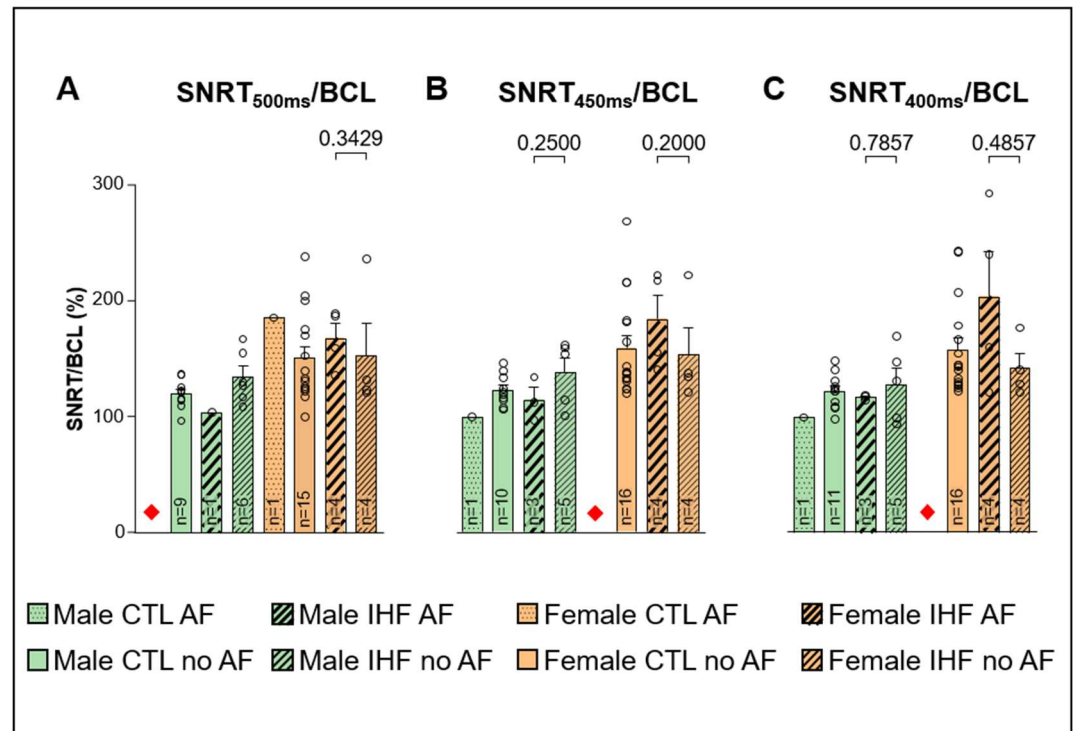 A SNRT500ms/BCL B SNRT450ms/BCL C SNRT400ms/BCL
0.3429 0.2500 0.2000 0.7857 0.4857
SNRT/BCL (%)
300
200
100
0
n=9 n=1 n=6 n=1 n=15 n=4 n=4
n=1 n=10 n=3 n=5 n=16 n=4 n=4
n=1 n=11 n=3 n=5 n=16 n=4 n=4
Male CTL AF Male IHF AF Female CTL AF Female IHF AF
Male CTL no AF Male IHF no AF Female CTL no AF Female IHF no AF